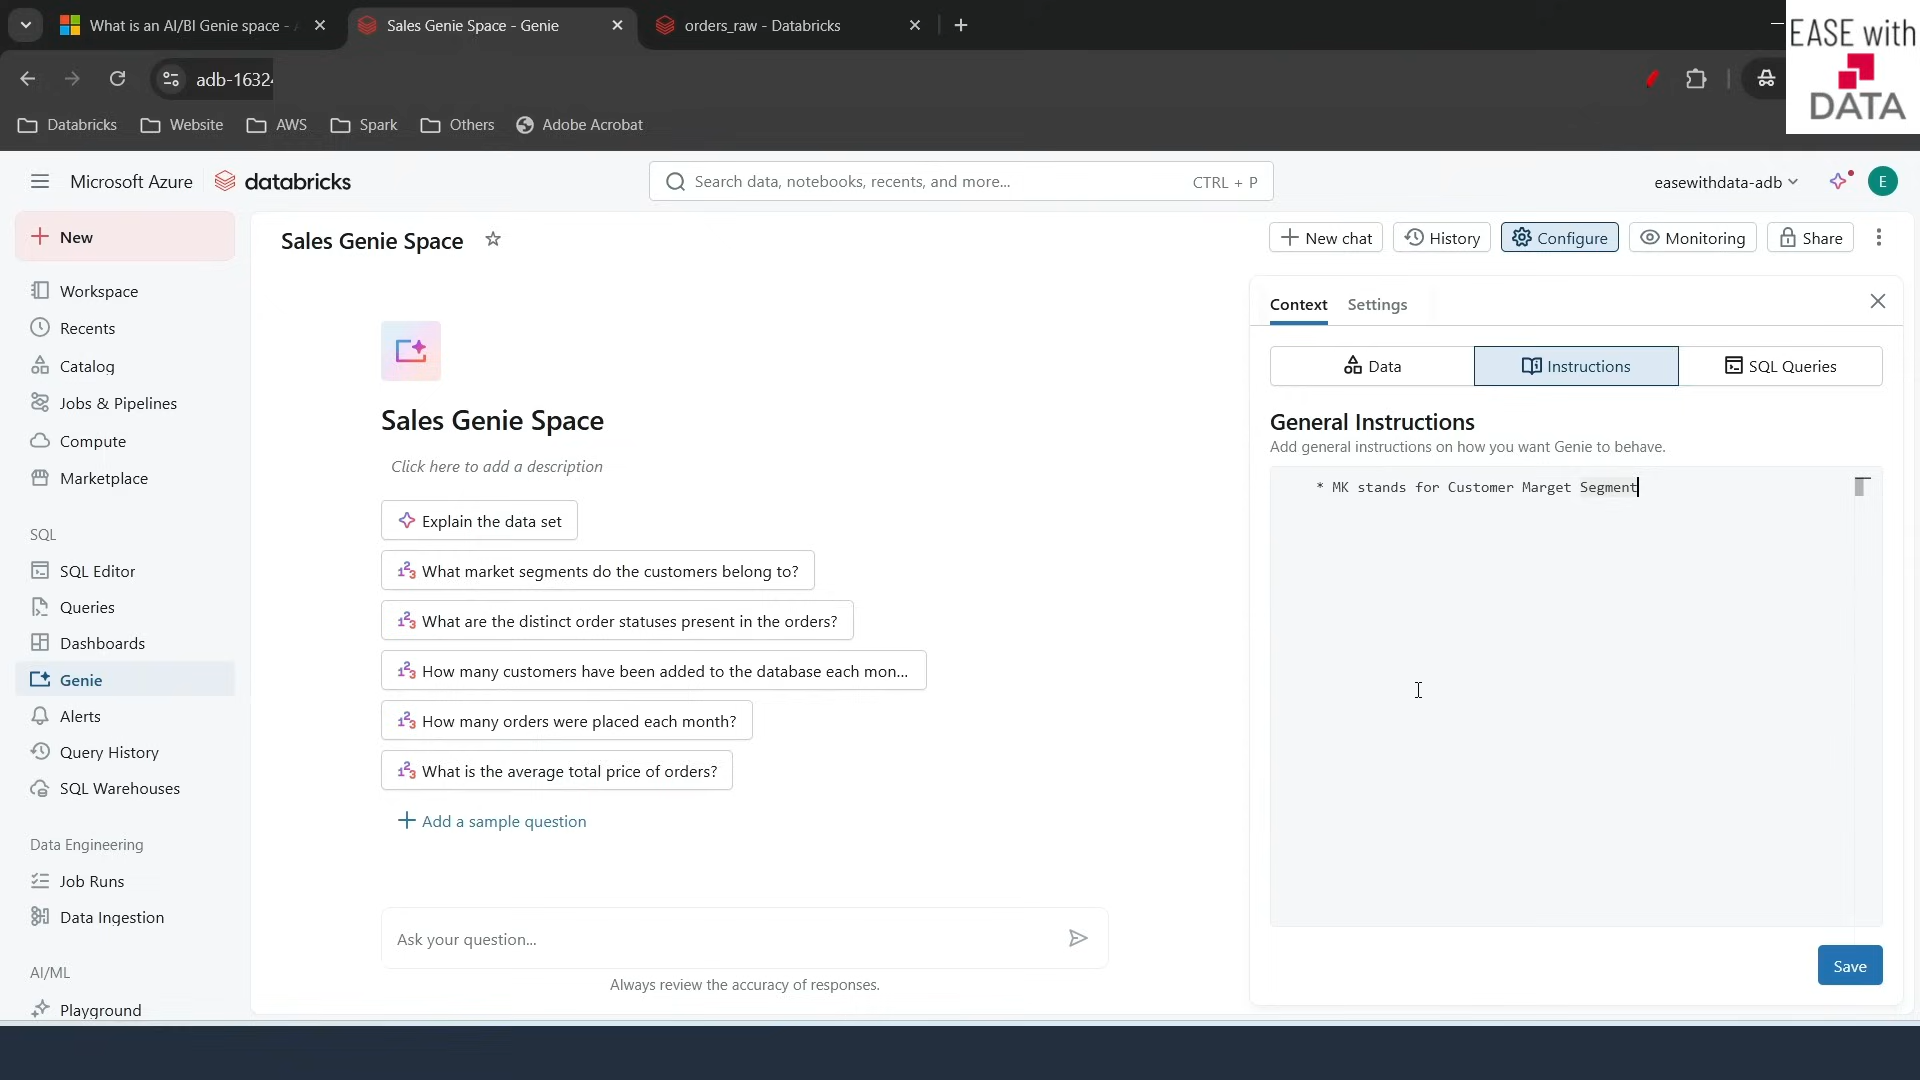 What is an AI/BI Genie space -
Sales Genie Space - Genie
orders_raw - Databricks
EASE with
DATA
adb-1632
Databricks
Website
AWS
Spark
Others
Adobe Acrobat
Microsoft Azure
databricks
Search data, notebooks, recents, and more...
CTRL + P
easewithdata-adb
E
New
Workspace
Recents
Catalog
Jobs & Pipelines
Compute
Marketplace
SQL
SQL Editor
Queries
Dashboards
Genie
Alerts
Query History
SQL Warehouses
Data Engineering
Job Runs
Data Ingestion
AI/ML
Playground
Sales Genie Space
New chat
History
Configure
Monitoring
Share
Sales Genie Space
Click here to add a description
Explain the data set
What market segments do the customers belong to?
What are the distinct order statuses present in the orders?
How many customers have been added to the database each mon...
How many orders were placed each month?
What is the average total price of orders?
Add a sample question
Ask your question...
Always review the accuracy of responses.
Context
Settings
Data
Instructions
SQL Queries
General Instructions
Add general instructions on how you want Genie to behave.
* MK stands for Customer Marget Segment
Save